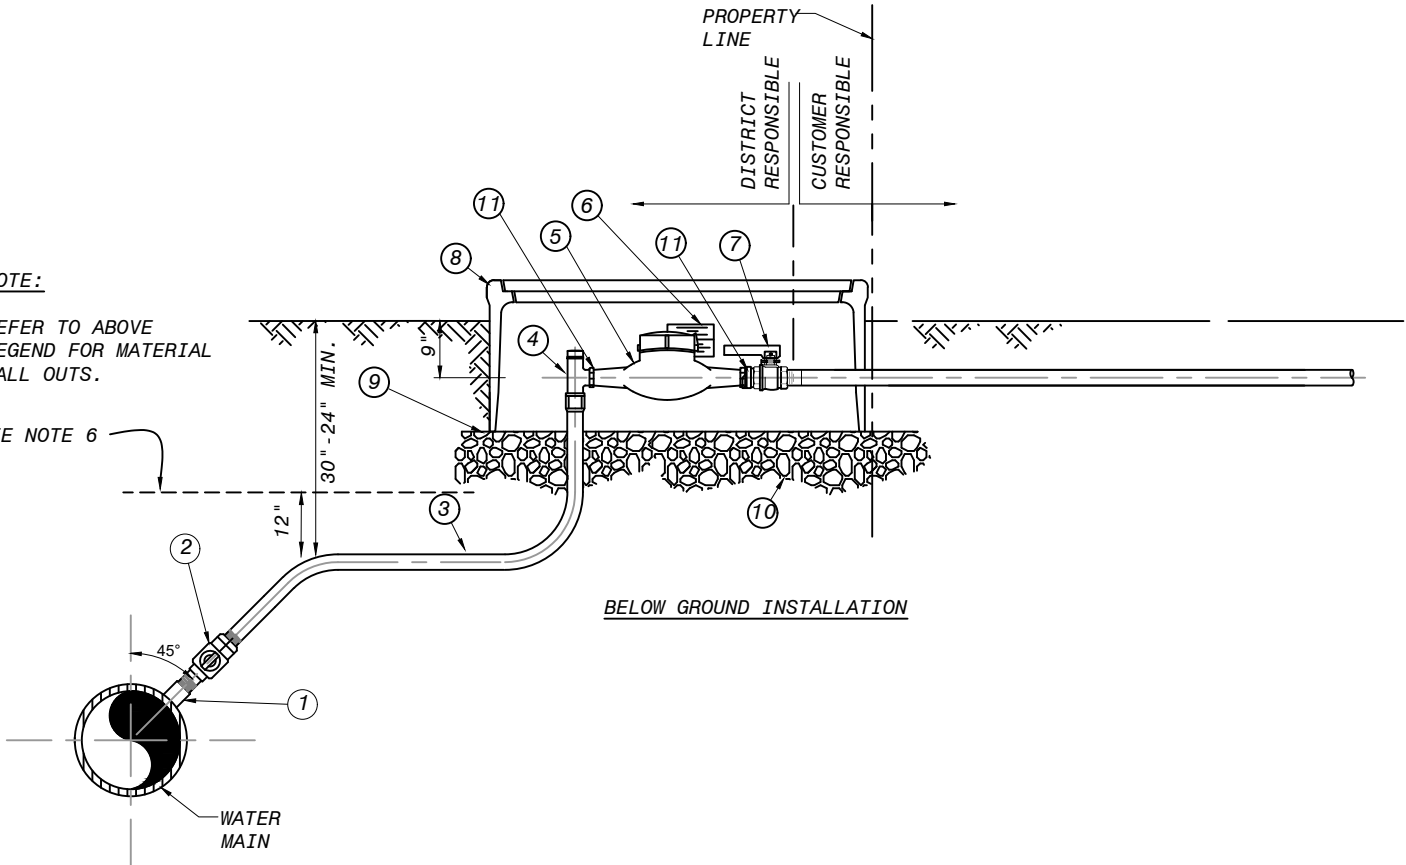 PROPERTY
LINE
DISTRICT
RESPONSIBLE
CUSTOMER
RESPONSIBLE
11
6
5
11
7
8
OTE:
EFER TO ABOVE
EGEND FOR MATERIAL
ALL OUTS.
4
9"
30"-24" MIN.
9
E NOTE 6
12"
3
10
2
BELOW GROUND INSTALLATION
45°
1
WATER
MAIN